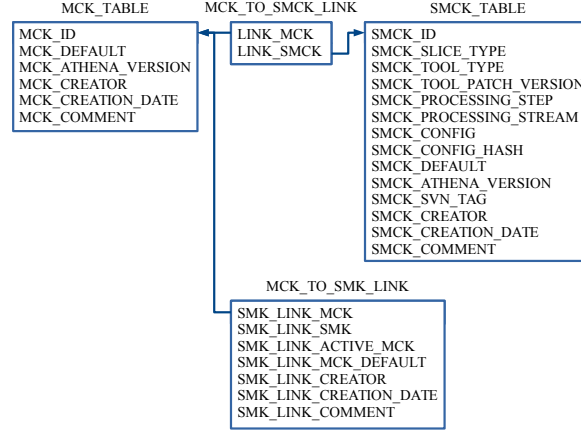 MCK_TABLE
MCK_ID
MCK_DEFAULT
MCK_ATHENA_VERSION
MCK_CREATOR
MCK_CREATION_DATE
MCK_COMMENT
MCK_TO_SMCK_LINK
LINK_MCK
LINK_SMCK
SMCK_TABLE
SMCK_ID
SMCK_SLICE_TYPE
SMCK_TOOL_TYPE
SMCK_TOOL_PATCH_VERSION
SMCK_PROCESSING_STEP
SMCK_PROCESSING_STREAM
SMCK_CONFIG
SMCK_CONFIG_HASH
SMCK_DEFAULT
SMCK_ATHENA_VERSION
SMCK_SVN_TAG
SMCK_CREATOR
SMCK_CREATION_DATE
SMCK_COMMENT
MCK_TO_SMK_LINK
SMK_LINK_MCK
SMK_LINK_SMK
SMK_LINK_ACTIVE_MCK
SMK_LINK_MCK_DEFAULT
SMK_LINK_CREATOR
SMK_LINK_CREATION_DATE
SMK_LINK_COMMENT